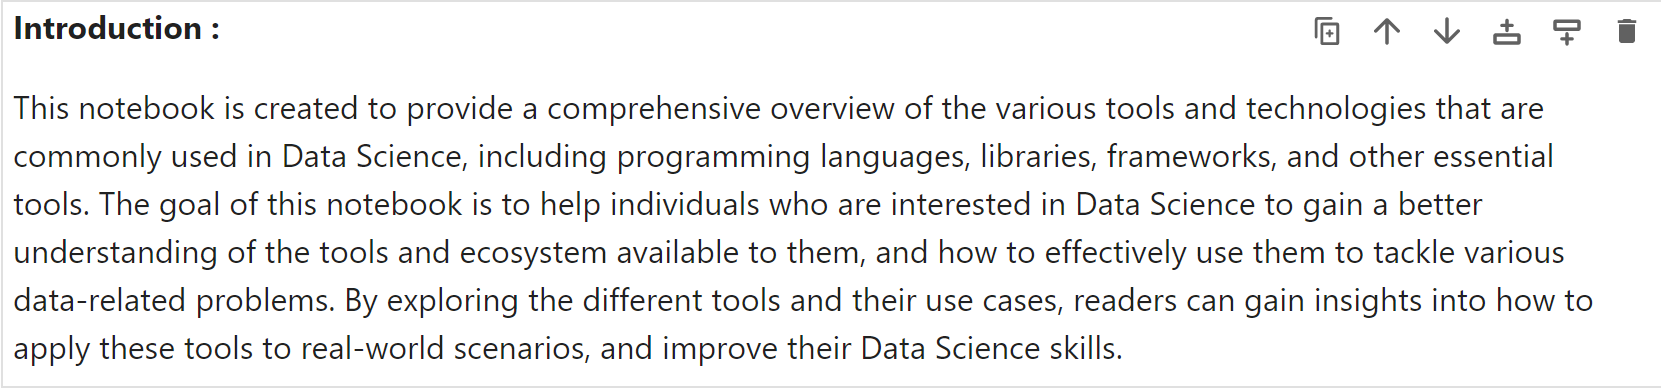 Introduction :
This notebook is created to provide a comprehensive overview of the various tools and technologies that are
commonly used in Data Science, including programming languages, libraries, frameworks, and other essential
tools. The goal of this notebook is to help individuals who are interested in Data Science to gain a better
understanding of the tools and ecosystem available to them, and how to effectively use them to tackle various
data-related problems. By exploring the different tools and their use cases, readers can gain insights into how to
apply these tools to real-world scenarios, and improve their Data Science skills.